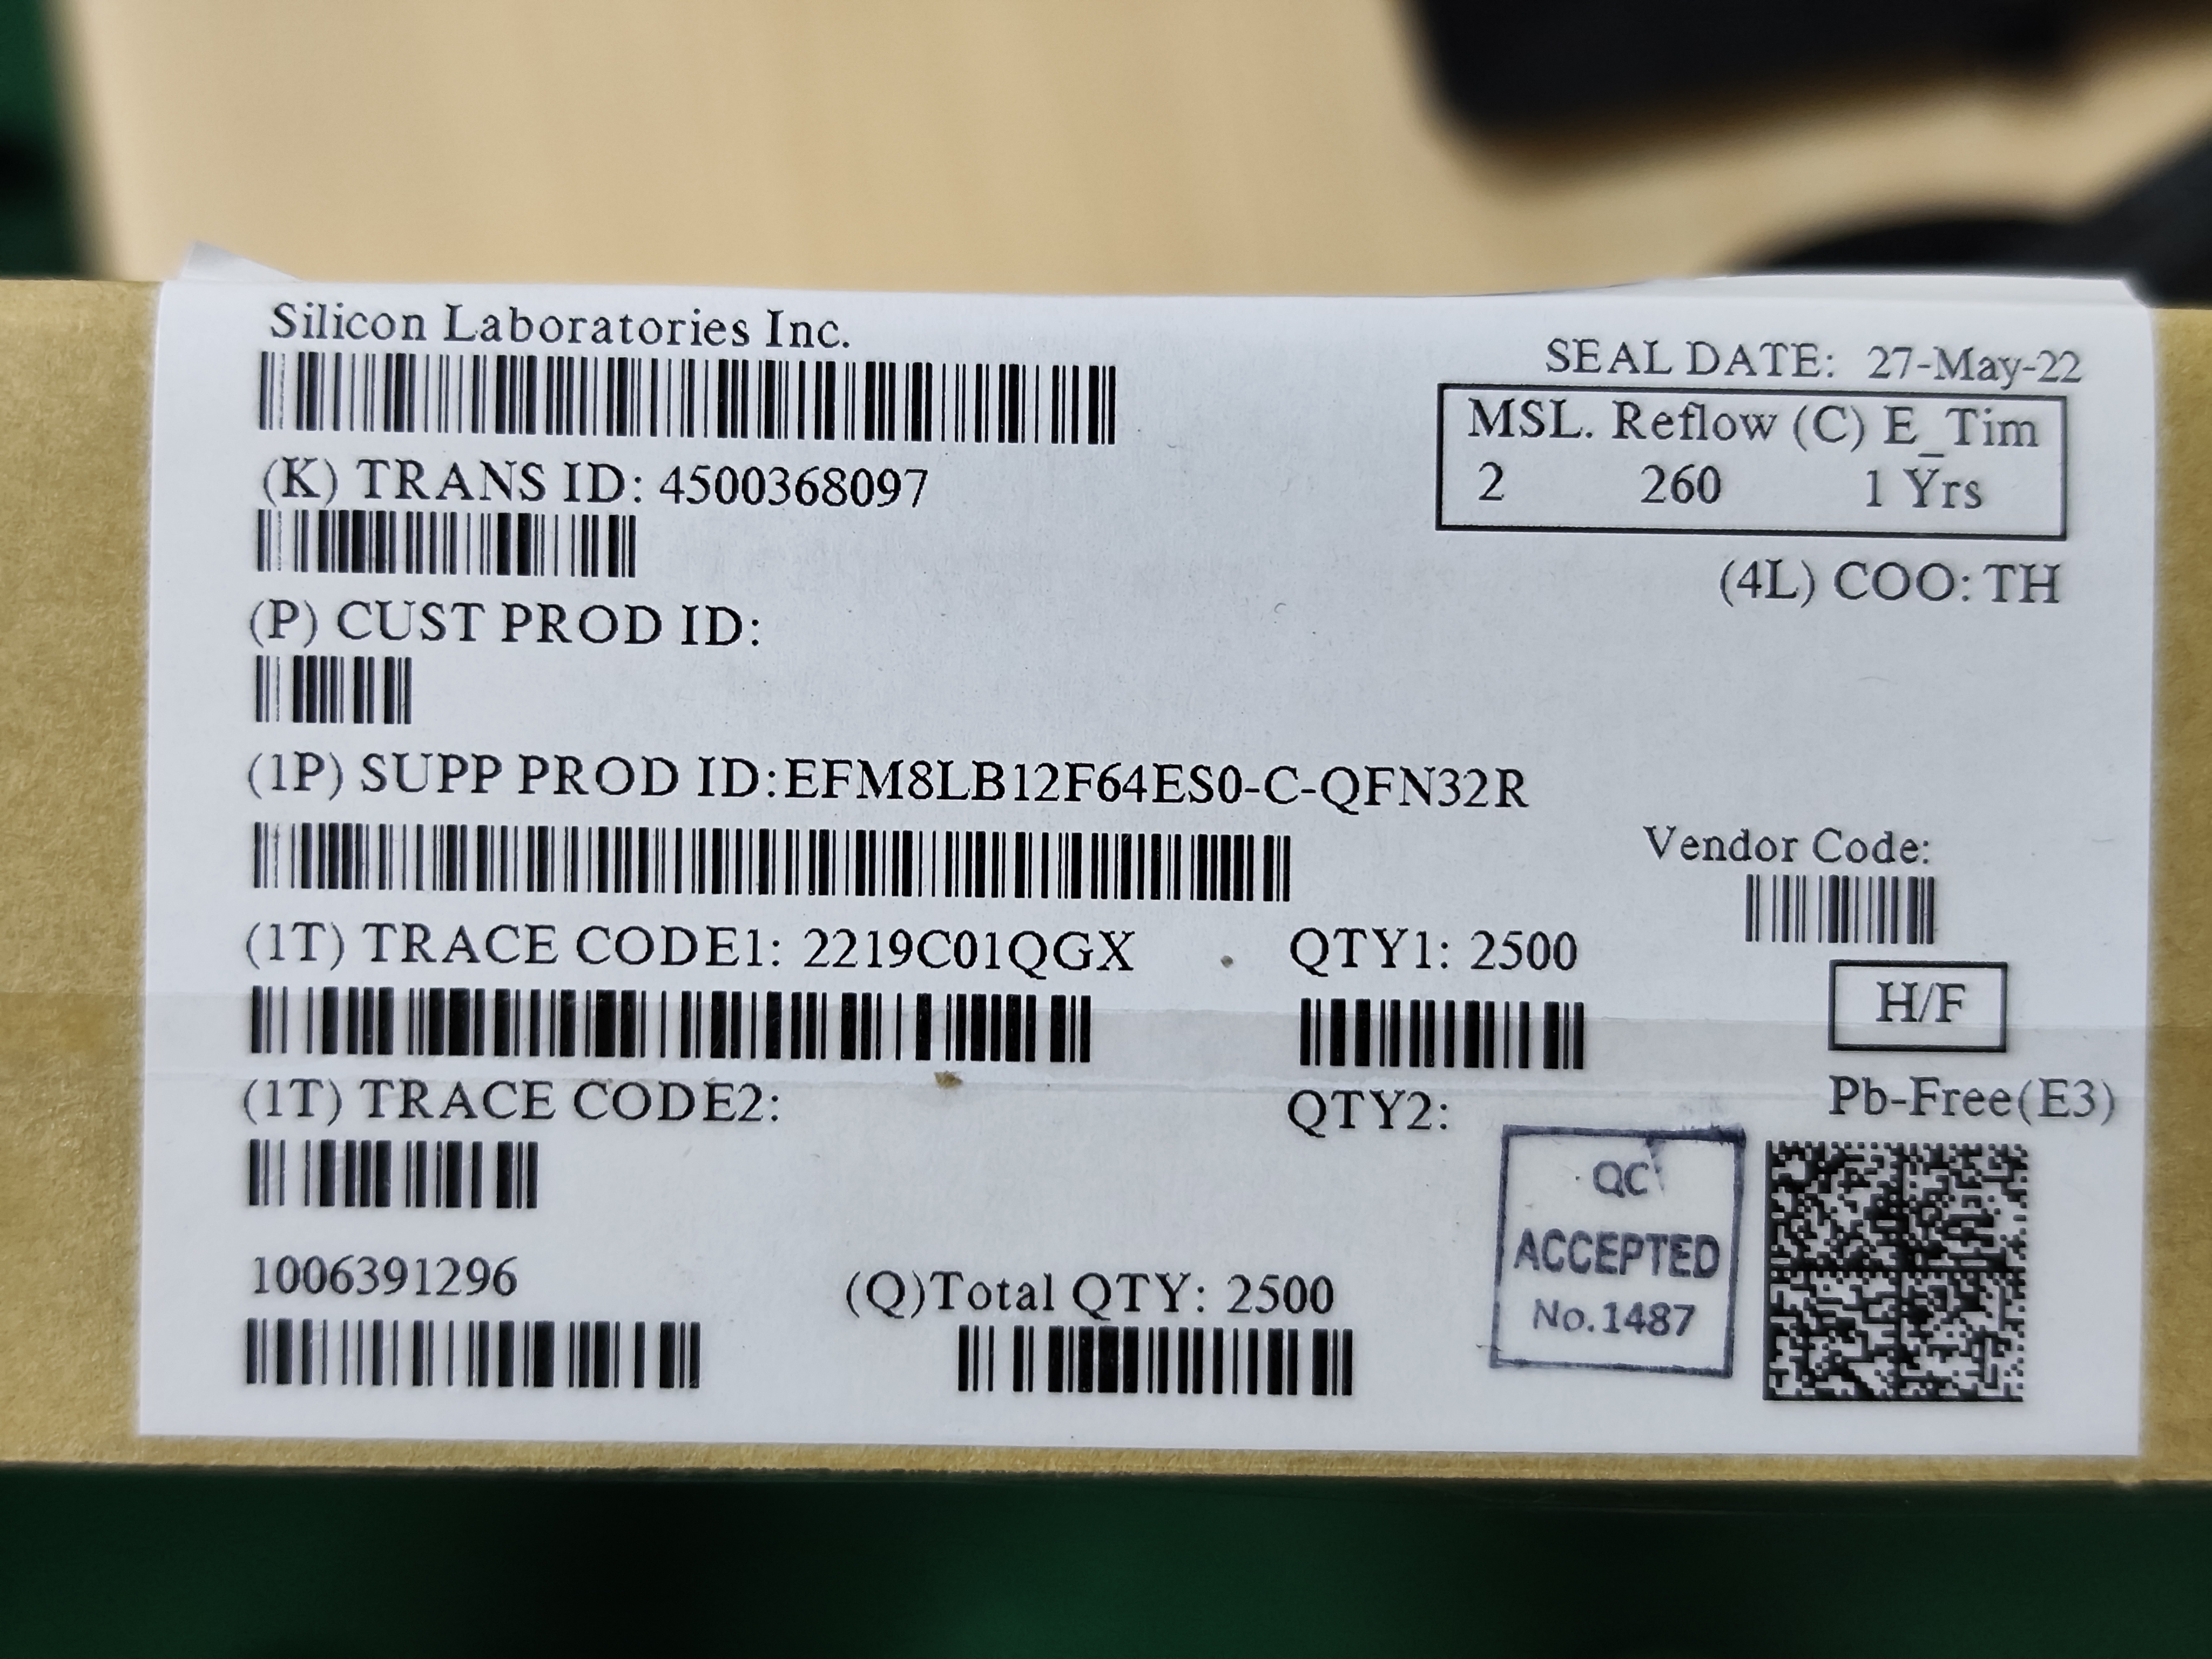 Silicon Laboratories Inc.
SEAL DATE: 27-May-22
MSL. Reflow (C) E_Tim
2 260 1 Yrs
(K) TRANS ID: 4500368097
(4L) COO: TH
(P) CUST PROD ID:
(1P) SUPP PROD ID:EFM8LB12F64ES0-C-QFN32R
Vendor Code:
(1T) TRACE CODE1: 2219C01QGX
QTY1: 2500
H/F
(1T) TRACE CODE2:
QTY2:
Pb-Free(E3)
QC
ACCEPTED
No.1487
1006391296
(Q)Total QTY: 2500